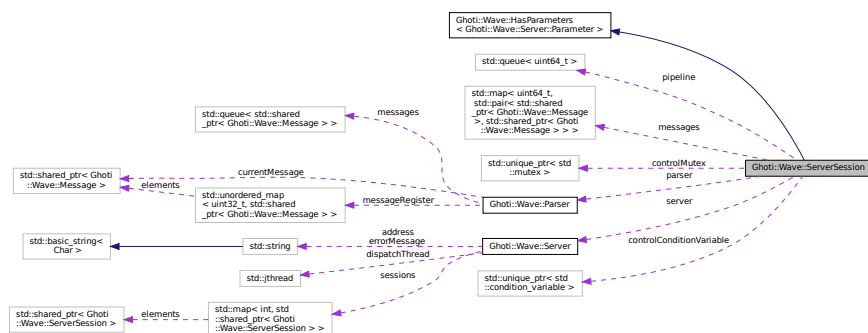 Ghoti::Wave::HasParameters
< Ghoti::Wave::Server::Parameter >
std::queue< uint64_t >
pipeline
std::map< uint64_t,
std::pair< std::shared
_ptr< Ghoti::Wave::Message
>, std::shared_ptr< Ghoti
::Wave::Message > > >
messages
std::queue< std::shared
_ptr< Ghoti::Wave::Message > >
messages
std::unique_ptr< std
::mutex >
controlMutex
Ghoti::Wave::ServerSession
std::shared_ptr< Ghoti
::Wave::Message >
currentMessage
elements
std::unordered_map
< uint32_t, std::shared
_ptr< Ghoti::Wave::Message > >
messageRegister
Ghoti::Wave::Parser
parser
server
std::basic_string<
Char >
std::string
address
errorMessage
Ghoti::Wave::Server
controlConditionVariable
dispatchThread
std::jthread
sessions
std::unique_ptr< std
::condition_variable >
std::shared_ptr< Ghoti
::Wave::ServerSession >
elements
std::map< int, std
::shared_ptr< Ghoti
::Wave::ServerSession > >